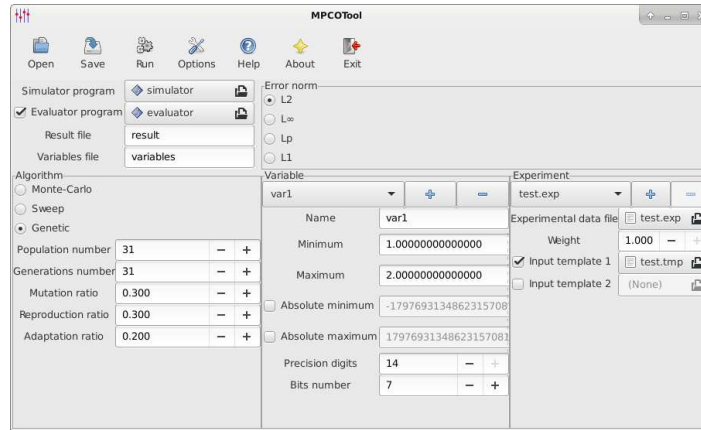 MPCOTool
Open Save Run Options Help About Exit
Simulator program simulator
Evaluator program evaluator
Result file result
Variables file variables
Error norm
L2
L∞
Lp
L1
Algorithm
Monte-Carlo
Sweep
Genetic
Population number 31
Generations number 31
Mutation ratio 0.300
Reproduction ratio 0.300
Adaptation ratio 0.200
Variable
var1
Name var1
Minimum 1.00000000000000
Maximum 2.00000000000000
Absolute minimum
Absolute maximum
Precision digits 14
Bits number 7
Experiment
test.exp
Experimental data file test.exp
Weight 1.000
Input template 1 test.tmp
Input template 2 (None)